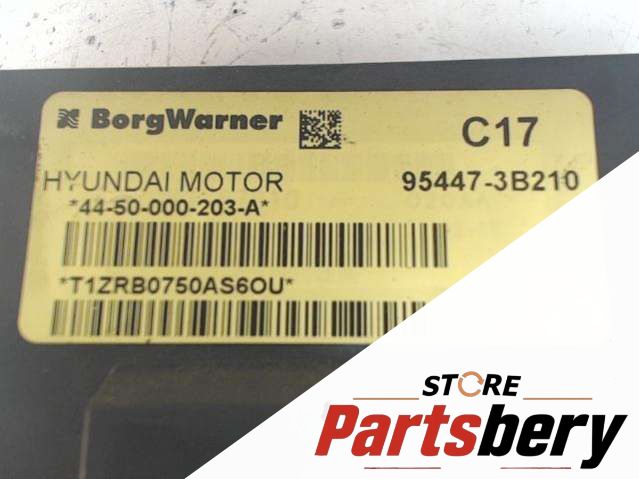 BorgWarner
C17
HYUNDAI MOTOR 95447-3B210
*44-50-000-203-A*
*T1ZRB0750AS6OU*
STORE
Partsbery